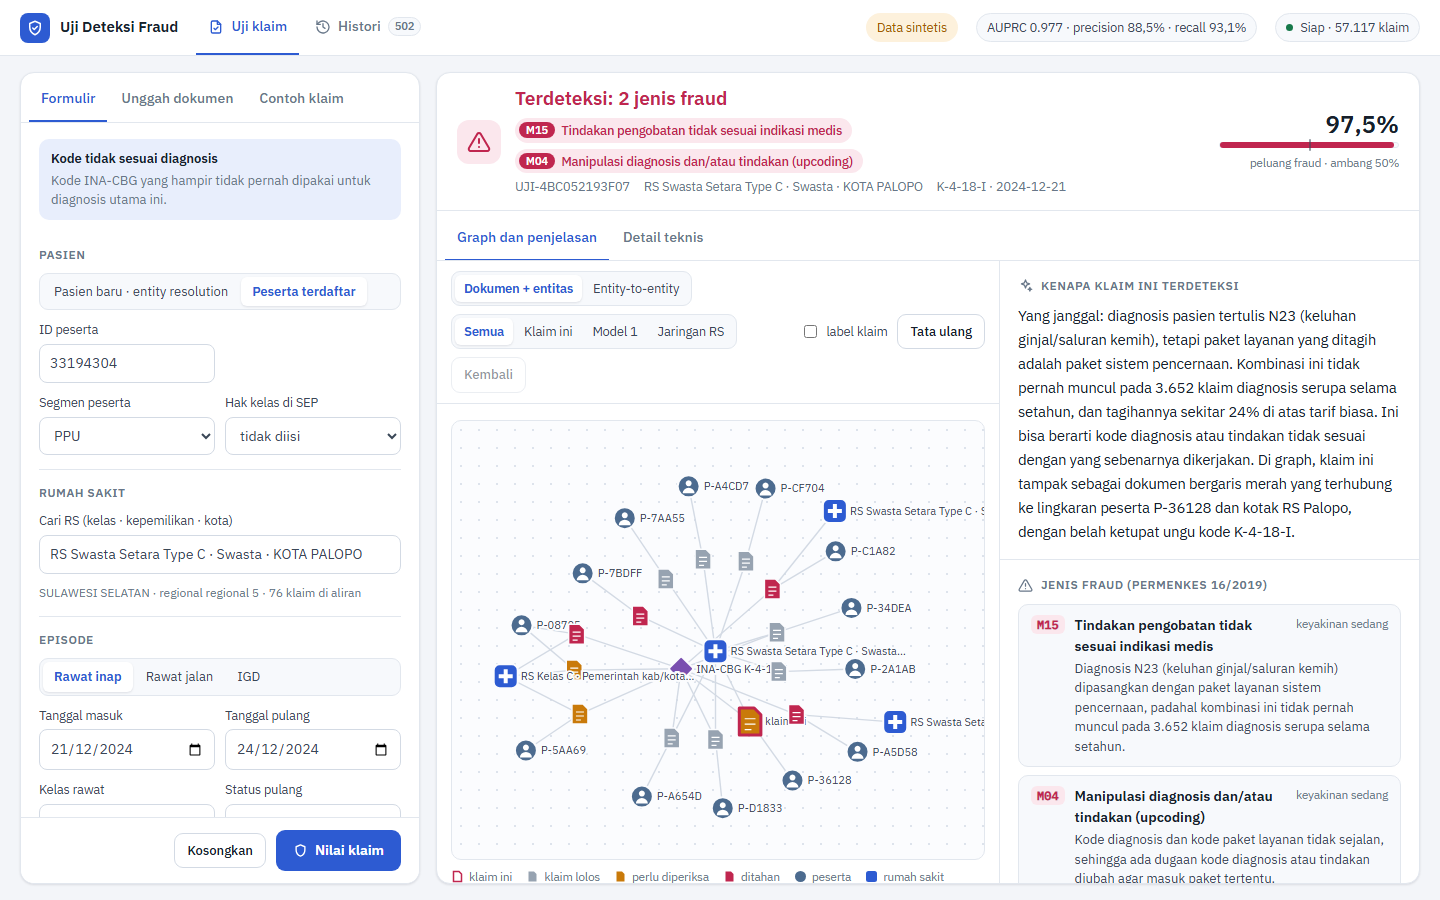 Uji Deteksi Fraud
Uji klaim
Histori 502
Data sintetis
AUPRC 0.977 · precision 88,5% · recall 93,1%
Siap · 57.117 klaim
Formulir
Unggah dokumen
Contoh klaim
Kode tidak sesuai diagnosis
Kode INA-CBG yang hampir tidak pernah dipakai untuk
diagnosis utama ini.
PASIEN
Pasien baru · entity resolution
Peserta terdaftar
ID peserta
33194304
Segmen peserta
Hak kelas di SEP
PPU
tidak diisi
RUMAH SAKIT
Cari RS (kelas · kepemilikan · kota)
RS Swasta Setara Type C · Swasta · KOTA PALOPO
SULAWESI SELATAN · regional regional 5 · 76 klaim di aliran
EPISODE
Rawat inap
Rawat jalan
IGD
Tanggal masuk
Tanggal pulang
21/12/2024
24/12/2024
Kelas rawat
Status pulang
Kosongkan
Nilai klaim
Terdeteksi: 2 jenis fraud
M15 Tindakan pengobatan tidak sesuai indikasi medis
M04 Manipulasi diagnosis dan/atau tindakan (upcoding)
UJI-4BC052193F07 RS Swasta Setara Type C · Swasta · KOTA PALOPO K-4-18-I · 2024-12-21
97,5%
peluang fraud · ambang 50%
Graph dan penjelasan
Detail teknis
Dokumen + entitas
Entity-to-entity
Semua
Klaim ini
Model 1
Jaringan RS
label klaim
Tata ulang
Kembali
P-A4CD7
P-CF704
RS Swasta Setara Type C · S
P-7AA55
P-C1A82
P-7BDFF
P-34DEA
P-087
RS Swasta Setara Type C · Swasta...
INA-CBG K-4-1
P-2A1AB
RS Kelas C · Pemerintah kab/kota...
klaim
RS Swasta Seta
P-5AA69
P-A5D58
P-36128
P-A654D
P-D1833
klaim ini
klaim lolos
perlu diperiksa
ditahan
peserta
rumah sakit
KENAPA KLAIM INI TERDETEKSI
Yang janggal: diagnosis pasien tertulis N23 (keluhan
ginjal/saluran kemih), tetapi paket layanan yang ditagih
adalah paket sistem pencernaan. Kombinasi ini tidak
pernah muncul pada 3.652 klaim diagnosis serupa selama
setahun, dan tagihannya sekitar 24% di atas tarif biasa. Ini
bisa berarti kode diagnosis atau tindakan tidak sesuai
dengan yang sebenarnya dikerjakan. Di graph, klaim ini
tampak sebagai dokumen bergaris merah yang terhubung
ke lingkaran peserta P-36128 dan kotak RS Palopo,
dengan belah ketupat ungu kode K-4-18-I.
JENIS FRAUD (PERMENKES 16/2019)
M15
Tindakan pengobatan tidak
sesuai indikasi medis
keyakinan sedang
Diagnosis N23 (keluhan ginjal/saluran kemih)
dipasangkan dengan paket layanan sistem
pencernaan, padahal kombinasi ini tidak pernah
muncul pada 3.652 klaim diagnosis serupa selama
setahun.
M04
Manipulasi diagnosis dan/atau
tindakan (upcoding)
keyakinan sedang
Kode diagnosis dan kode paket layanan tidak sejalan,
sehingga ada dugaan kode diagnosis atau tindakan
diubah agar masuk paket tertentu.